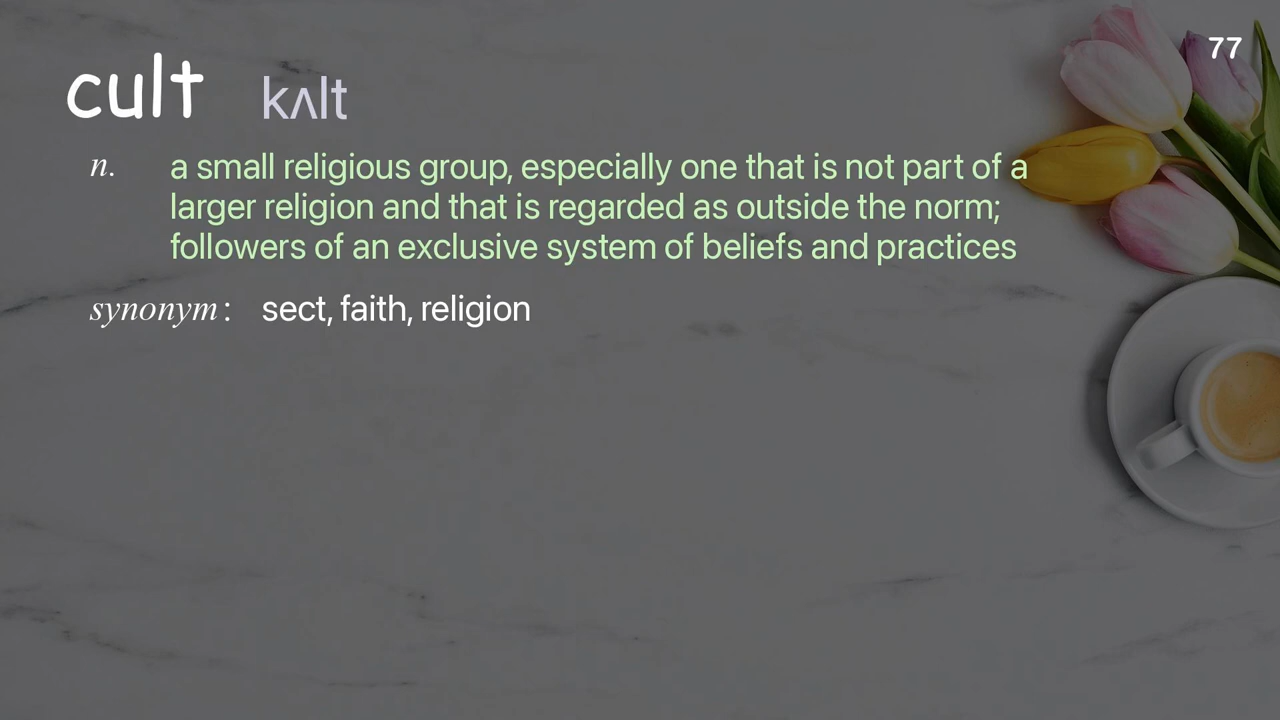 77
cult kʌlt
n. a small religious group, especially one that is not part of a
larger religion and that is regarded as outside the norm;
followers of an exclusive system of beliefs and practices
synonym: sect, faith, religion